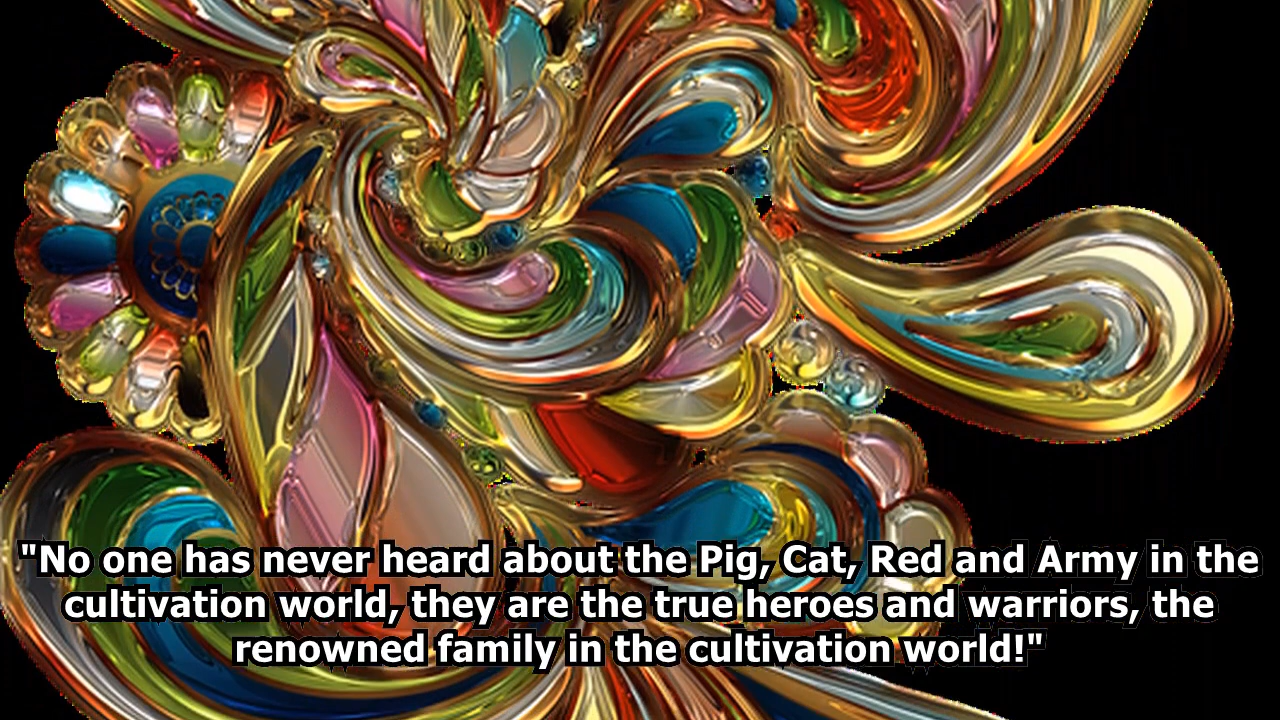 "No one has never heard about the Pig, Cat, Red and Army in the
cultivation world, they are the true heroes and warriors, the
renowned family in the cultivation world!"